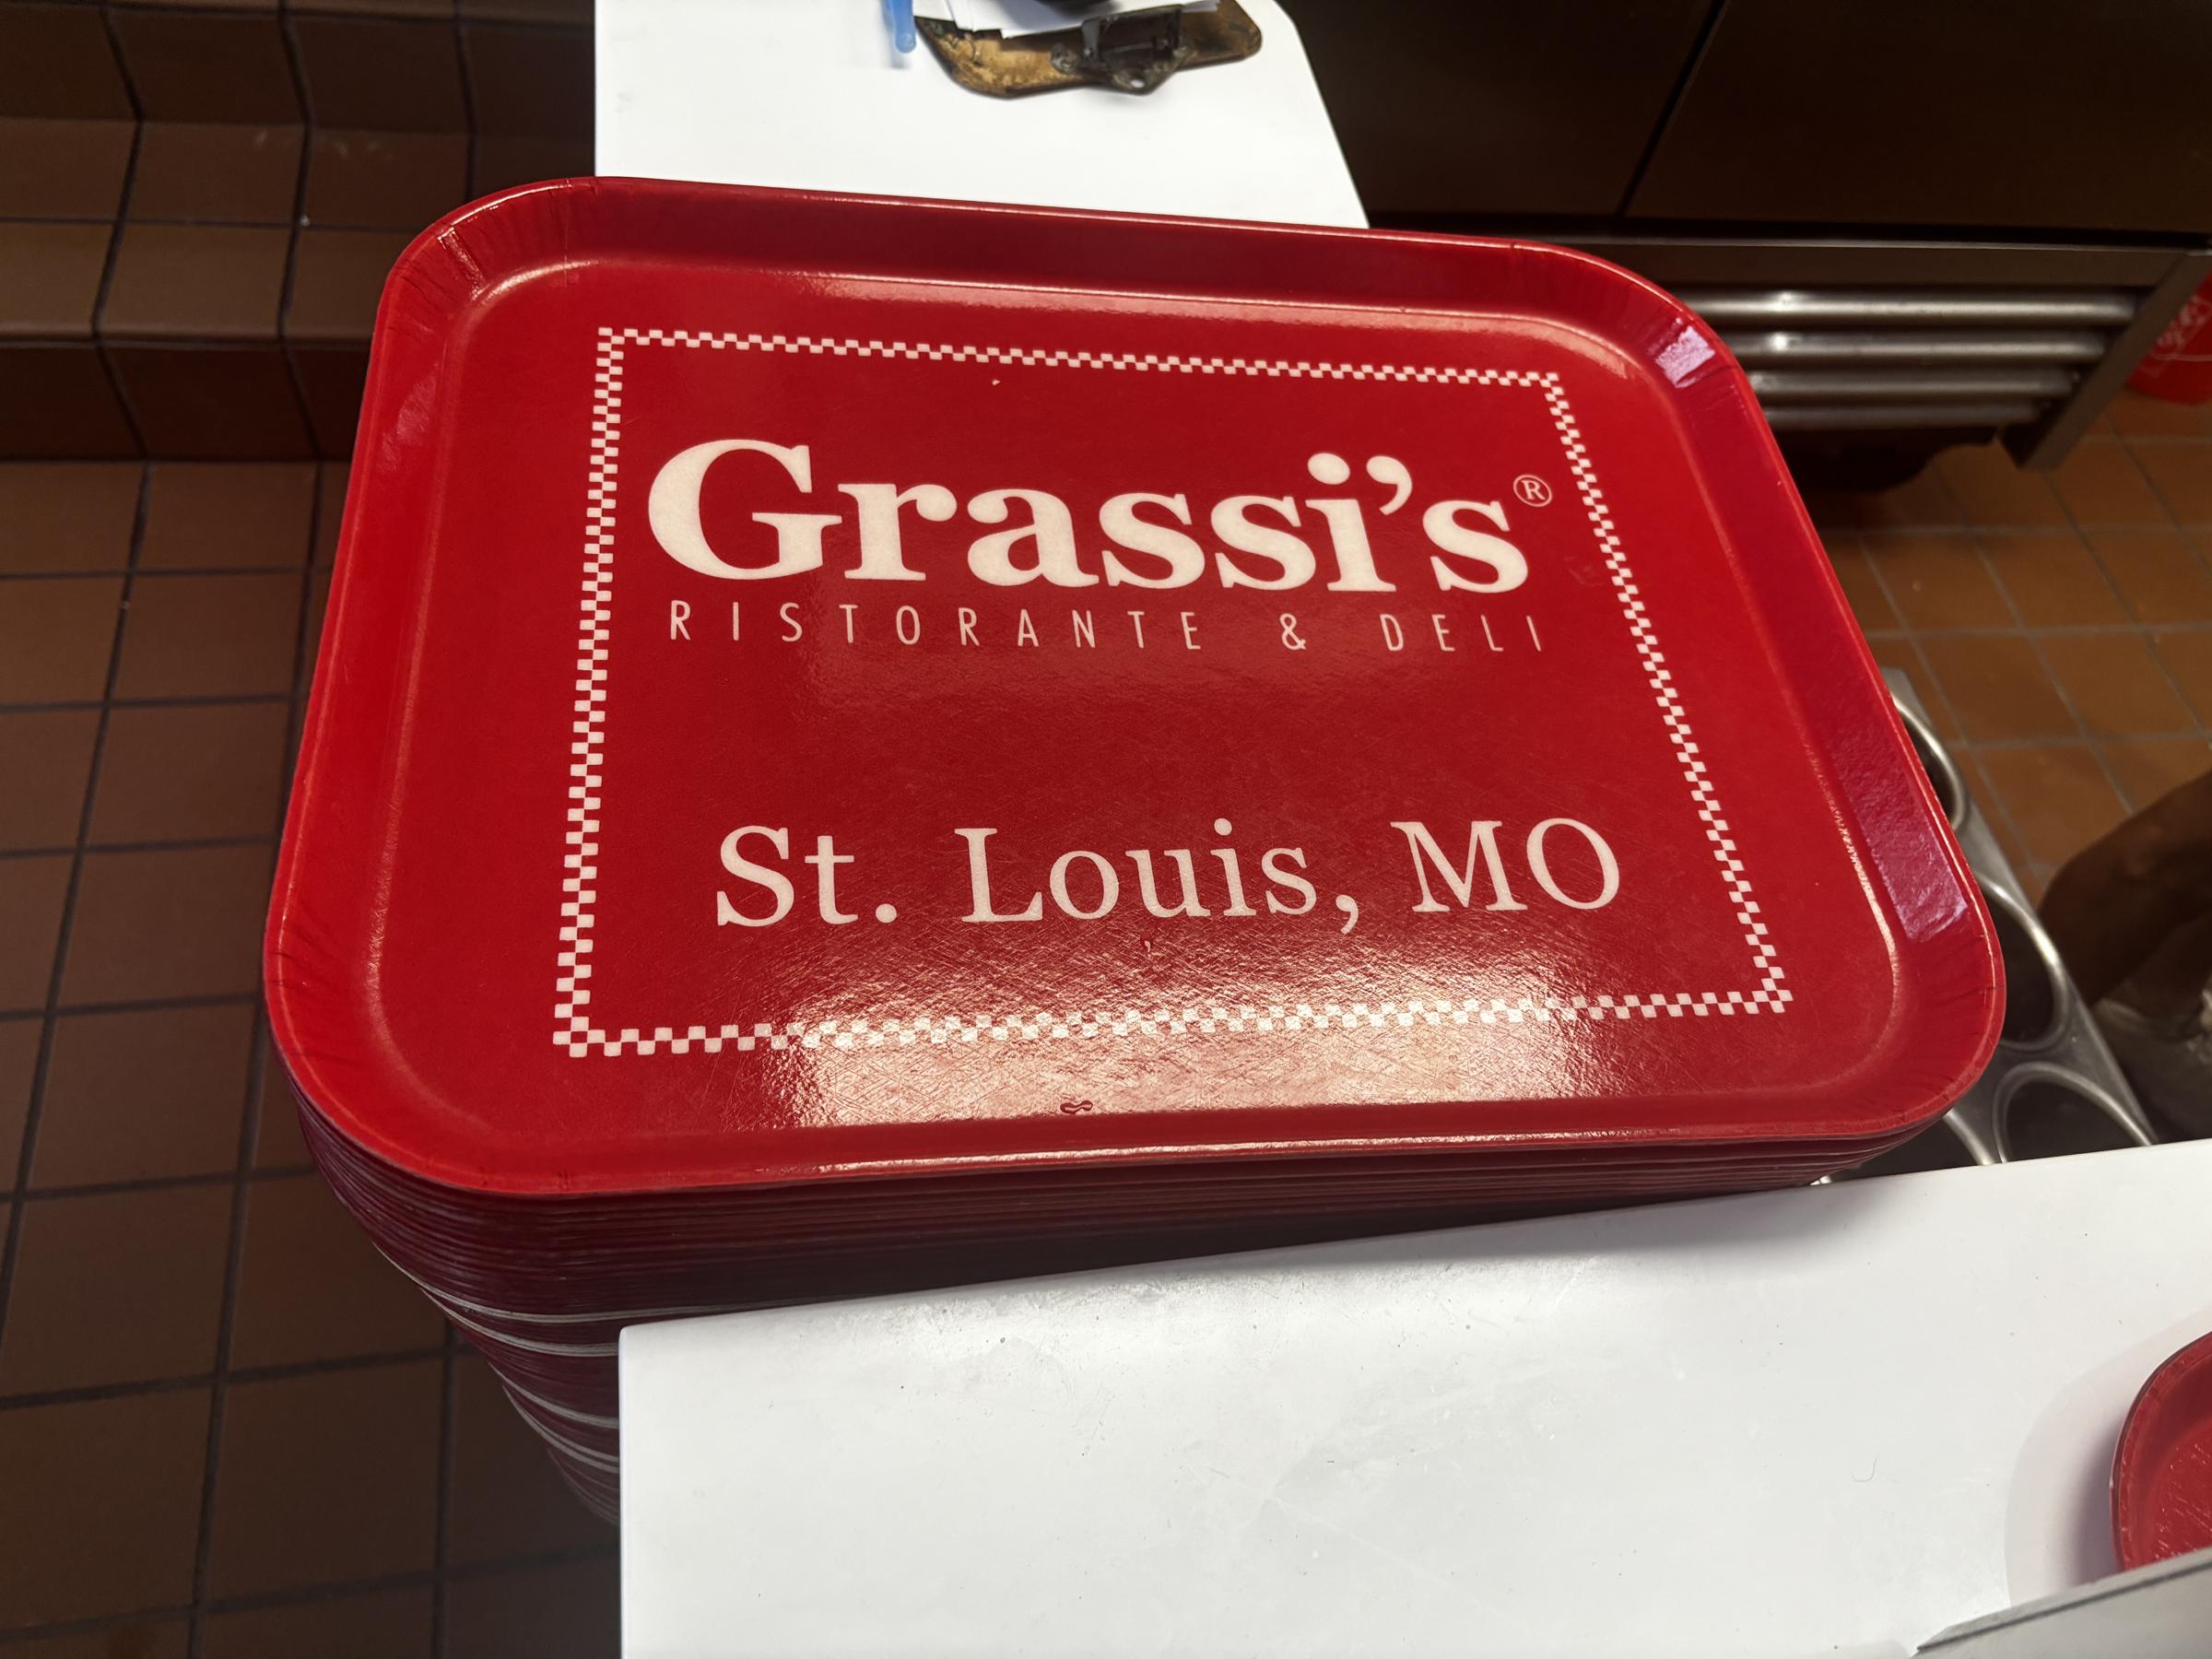 Grassi's®
RISTORANTE & DELI
St. Louis, MO